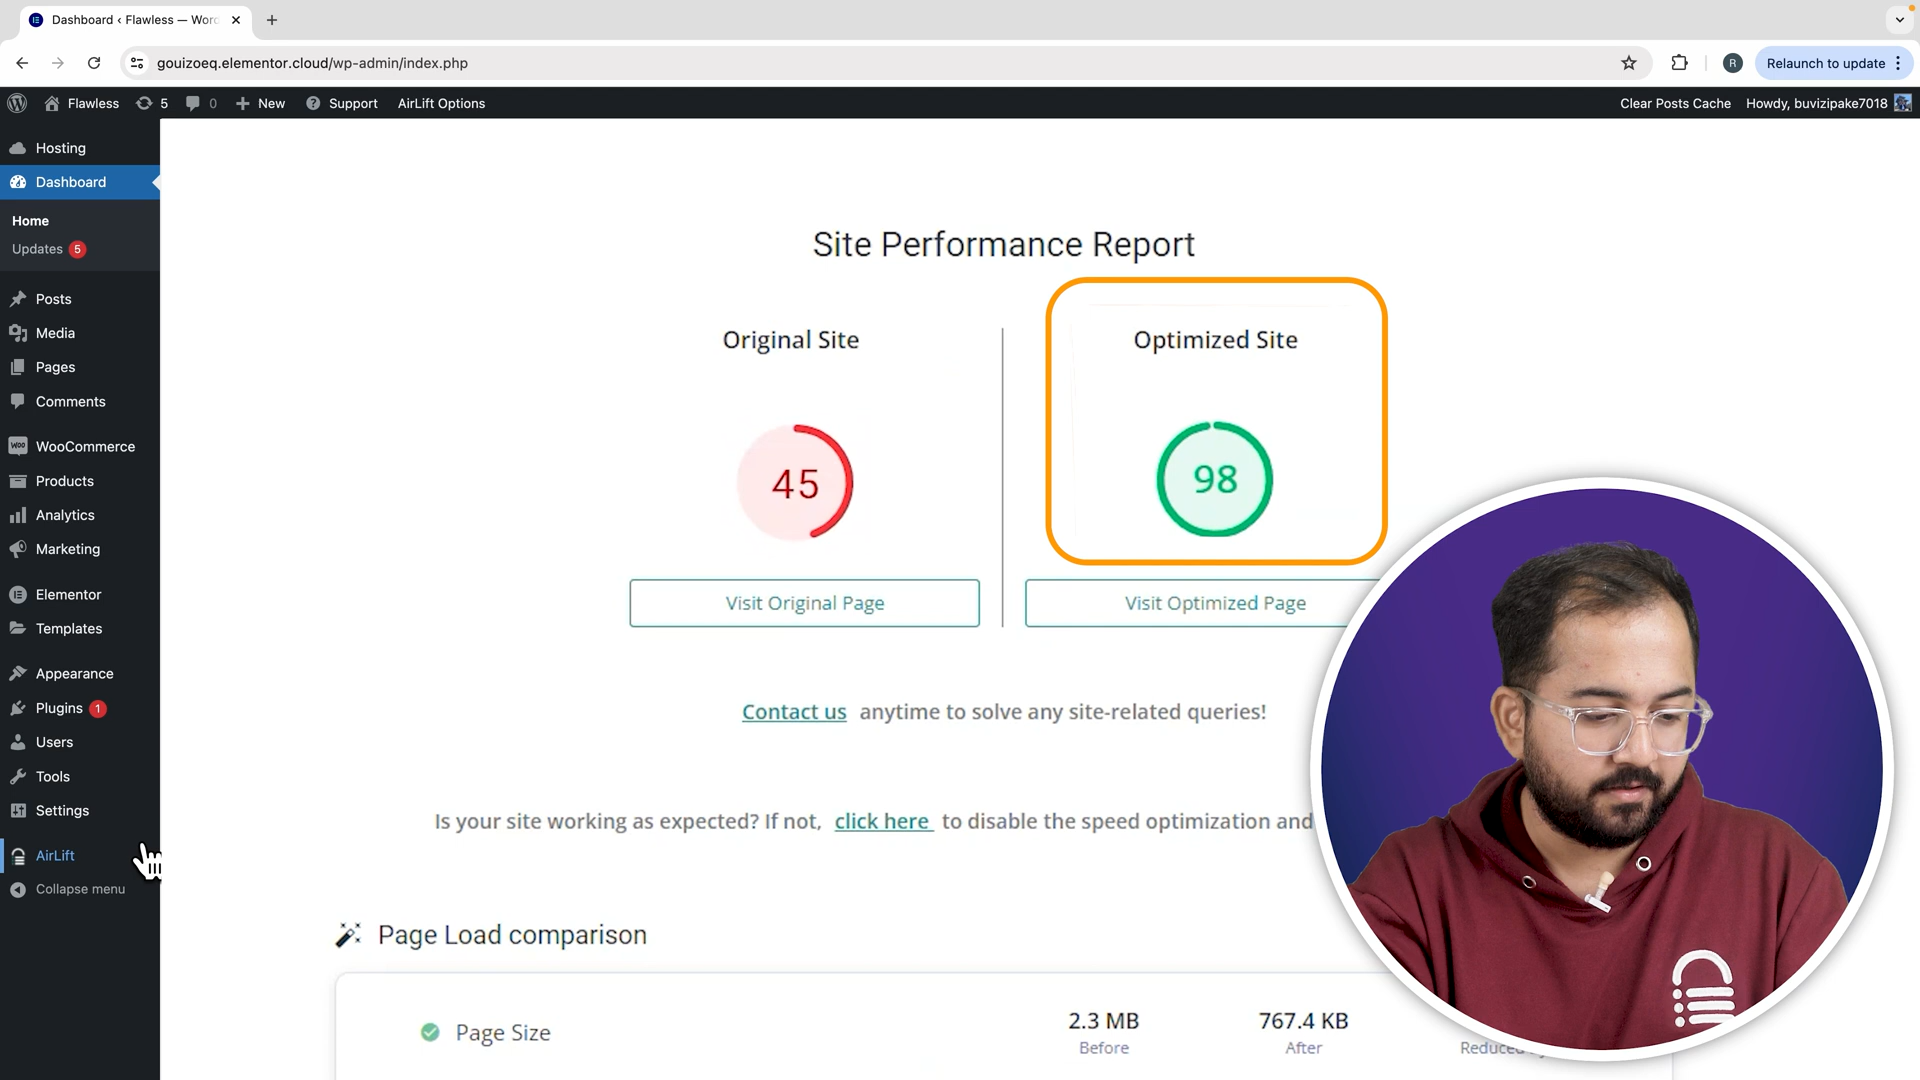 Dashboard ‹ Flawless — Word
gouizoeq.elementor.cloud/wp-admin/index.php
R
Relaunch to update
Flawless
5
0
New
Support
AirLift Options
Clear Posts Cache
Howdy, buvizipake7018
Hosting
Dashboard
Home
Updates 5
Posts
Media
Pages
Comments
WooCommerce
Products
Analytics
Marketing
Elementor
Templates
Appearance
Plugins 1
Users
Tools
Settings
AirLift
Collapse menu
Site Performance Report
Original Site
Optimized Site
45
98
Visit Original Page
Visit Optimized Page
Contact us anytime to solve any site-related queries!
Is your site working as expected? If not, click here to disable the speed optimization and
Page Load comparison
Page Size
2.3 MB
Before
767.4 KB
After
Reduced